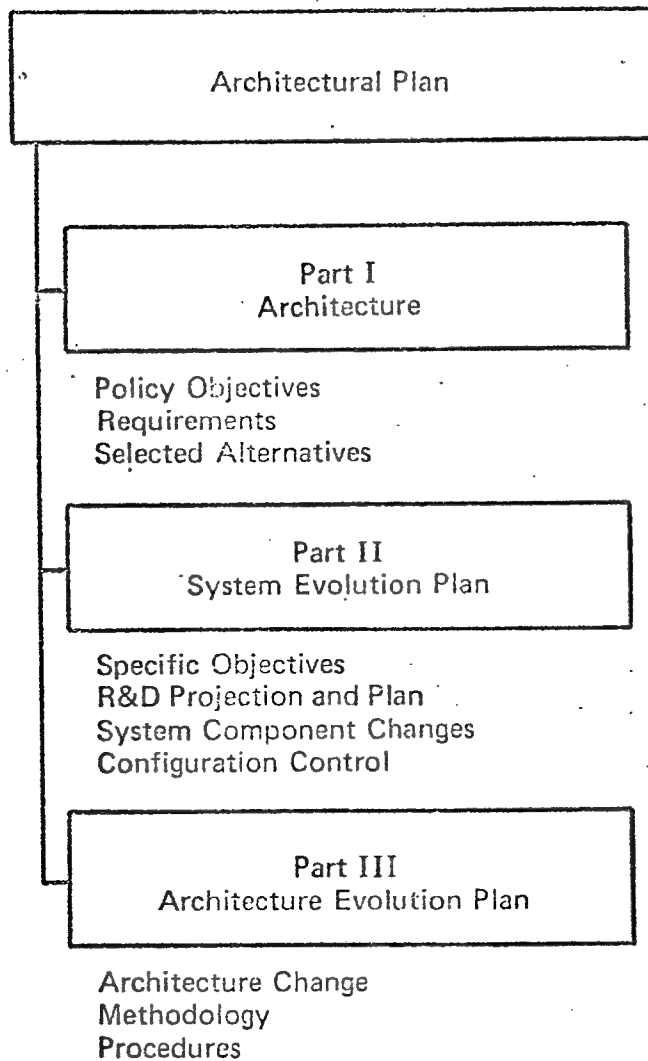 Architectural Plan
Part I
Architecture
Policy Objectives
Requirements
Selected Alternatives
Part II
System Evolution Plan
Specific Objectives
R&D Projection and Plan
System Component Changes
Configuration Control
Part III
Architecture Evolution Plan
Architecture Change
Methodology
Procedures